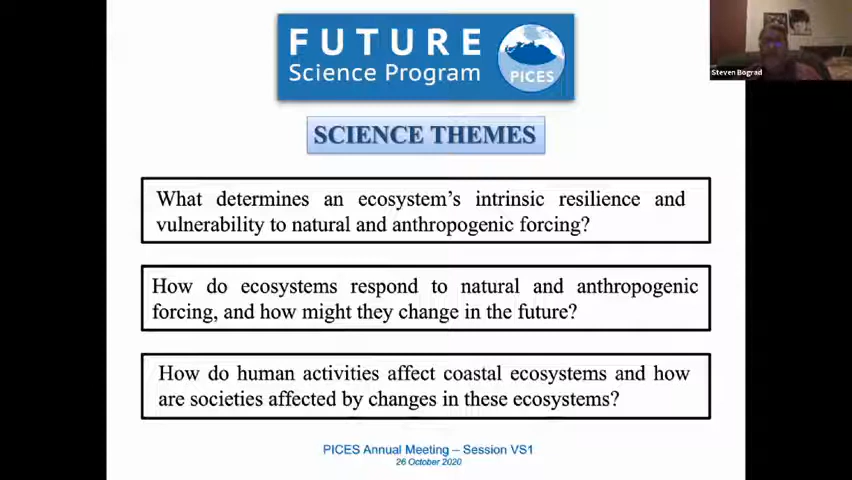 FUTURE
Science Program
PICES
Steven Bograd
SCIENCE THEMES
What determines an ecosystem's intrinsic resilience and
vulnerability to natural and anthropogenic forcing?
How do ecosystems respond to natural and anthropogenic
forcing, and how might they change in the future?
How do human activities affect coastal ecosystems and how
are societies affected by changes in these ecosystems?
PICES Annual Meeting – Session VS1
26 October 2020